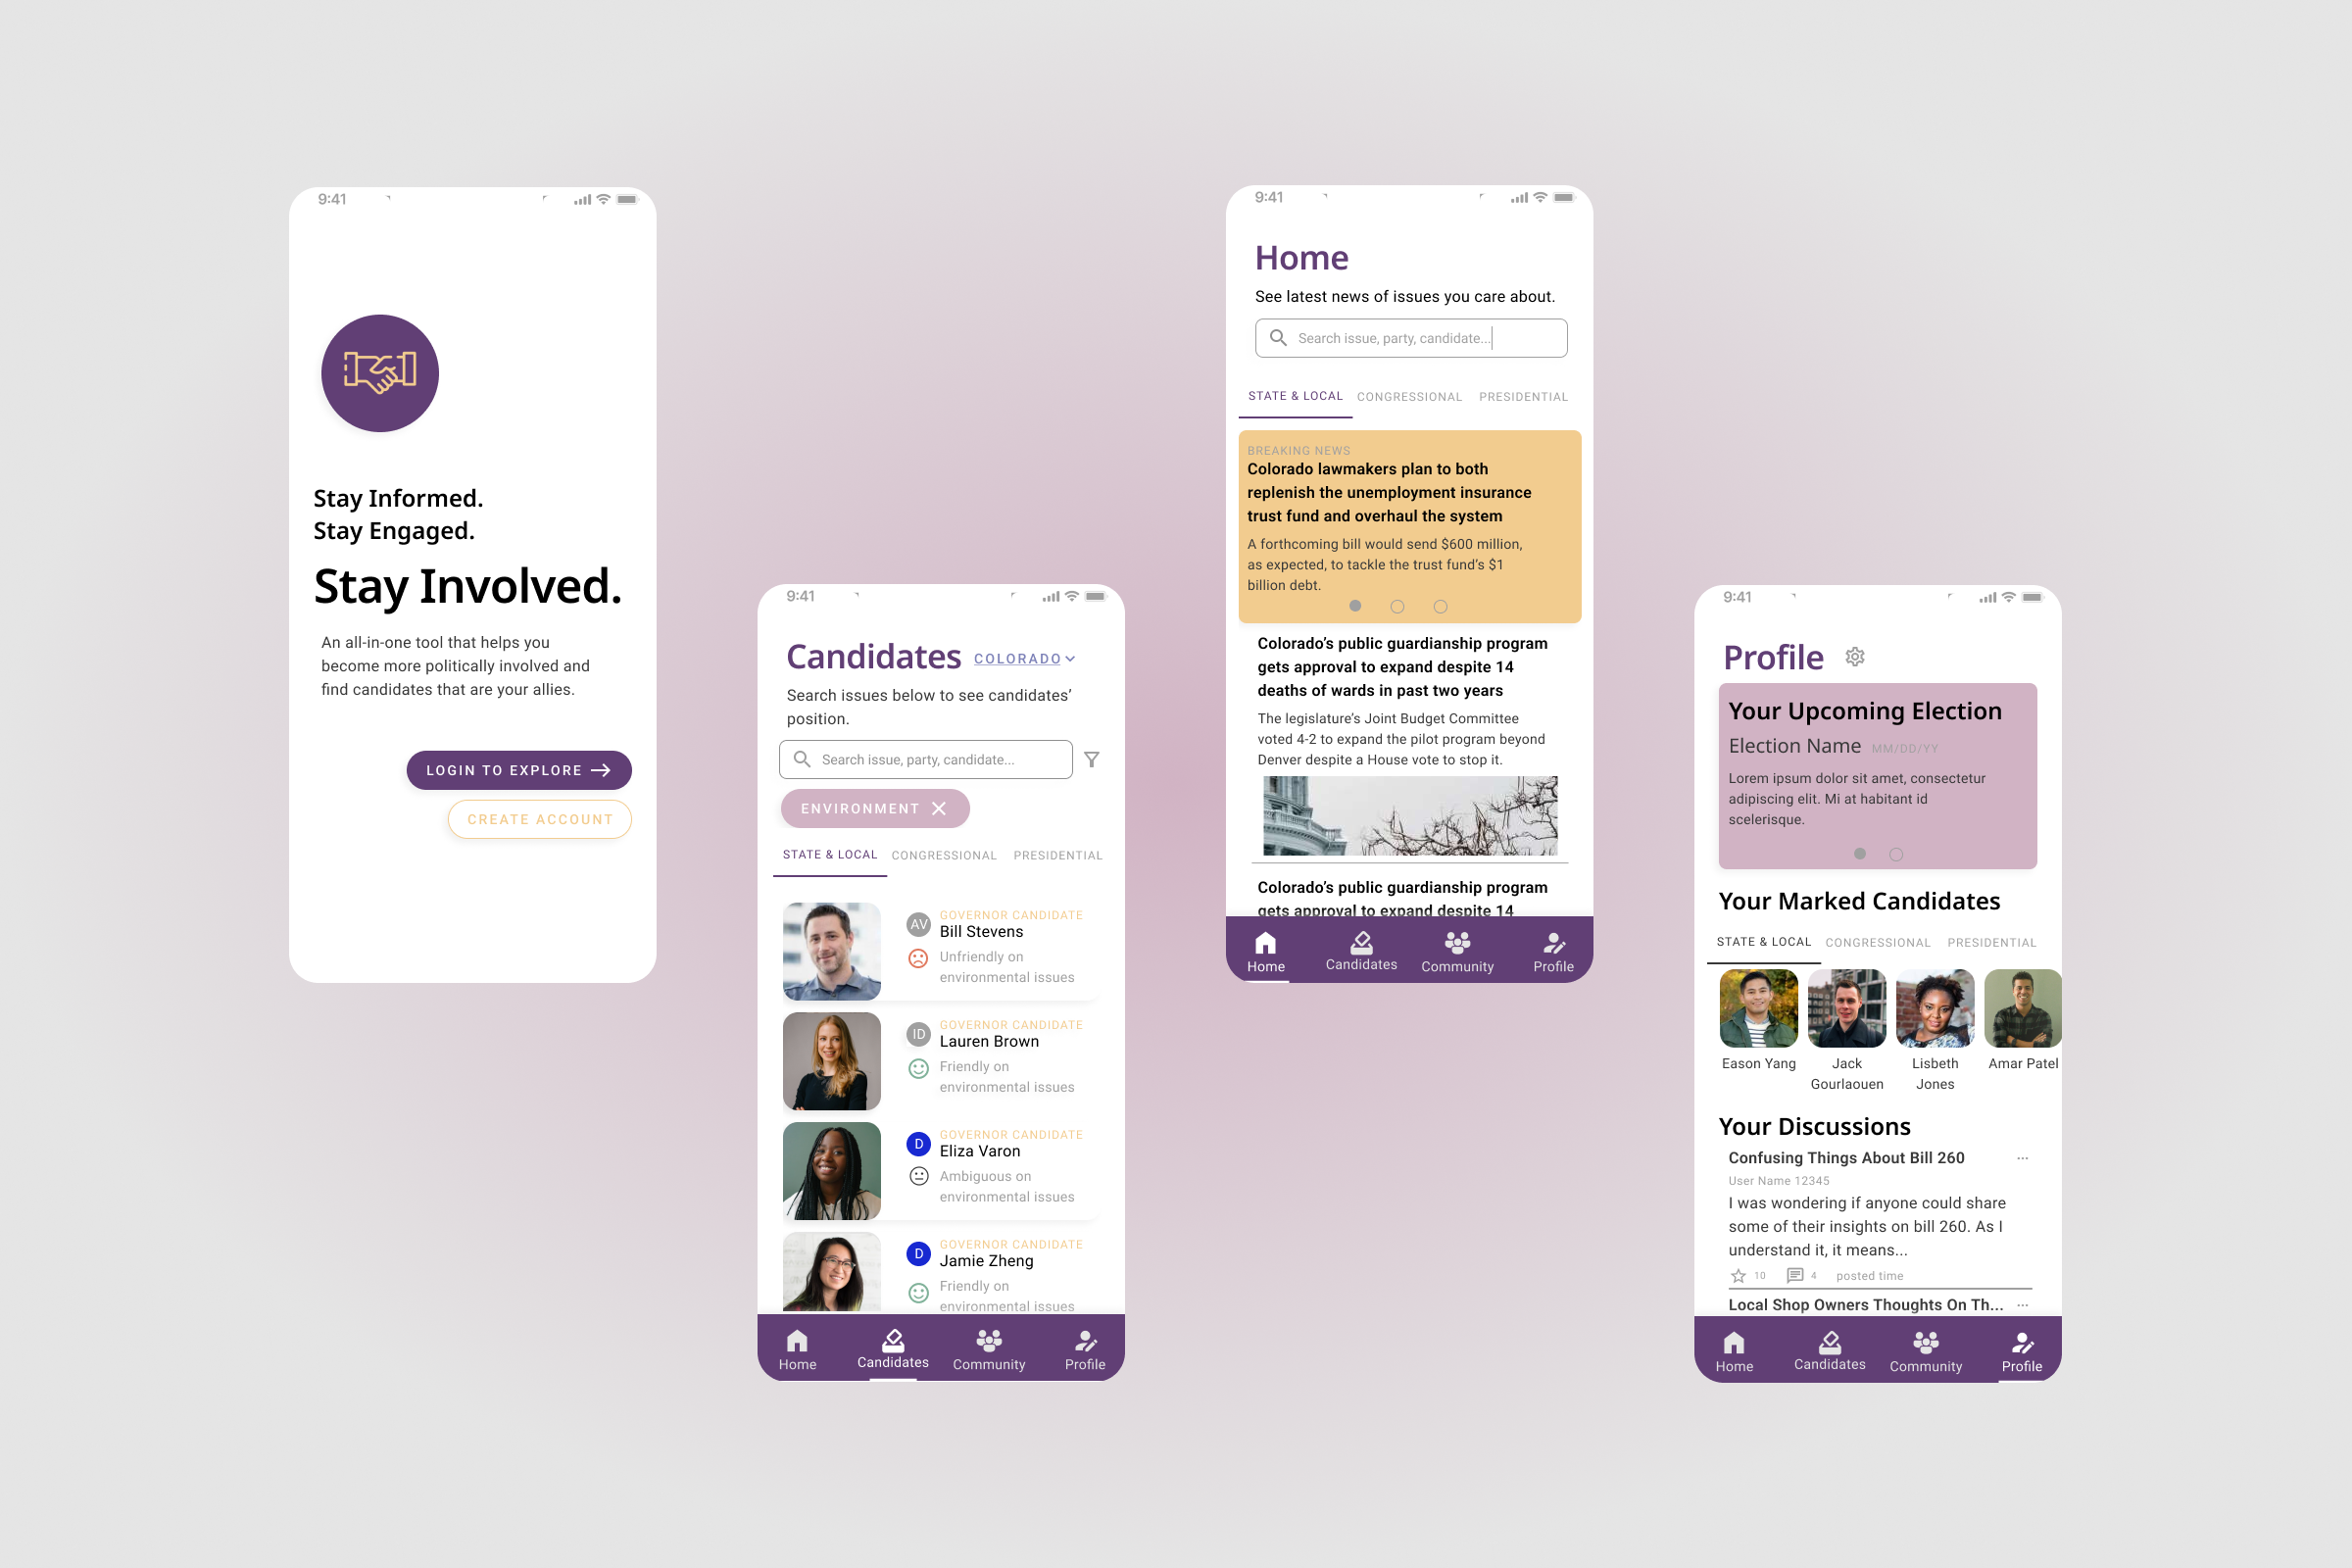 9:41
Stay Informed.
Stay Engaged.
Stay Involved.
An all-in-one tool that helps you
become more politically involved and
find candidates that are your allies.
LOGIN TO EXPLORE
CREATE ACCOUNT
9:41
Candidates COLORADO
Search issues below to see candidates’
position.
Search issue, party, candidate...
ENVIRONMENT
STATE & LOCAL CONGRESSIONAL PRESIDENTIAL
GOVERNOR CANDIDATE
AV Bill Stevens
Unfriendly on
environmental issues
GOVERNOR CANDIDATE
ID Lauren Brown
Friendly on
environmental issues
GOVERNOR CANDIDATE
D Eliza Varon
Ambiguous on
environmental issues
GOVERNOR CANDIDATE
D Jamie Zheng
Friendly on
environmental issues
Home Candidates Community Profile
9:41
Home
See latest news of issues you care about.
Search issue, party, candidate...
STATE & LOCAL CONGRESSIONAL PRESIDENTIAL
BREAKING NEWS
Colorado lawmakers plan to both
replenish the unemployment insurance
trust fund and overhaul the system
A forthcoming bill would send $600 million,
as expected, to tackle the trust fund’s $1
billion debt.
Colorado’s public guardianship program
gets approval to expand despite 14
deaths of wards in past two years
The legislature’s Joint Budget Committee
voted 4-2 to expand the pilot program beyond
Denver despite a House vote to stop it.
Colorado’s public guardianship program
gets approval to expand despite 14
Home Candidates Community Profile
9:41
Profile
Your Upcoming Election
Election Name MM/DD/YY
Lorem ipsum dolor sit amet, consectetur
adipiscing elit. Mi at habitant id
scelerisque.
Your Marked Candidates
STATE & LOCAL CONGRESSIONAL PRESIDENTIAL
Eason Yang Jack Lisbeth Amar Patel
Gourlaouen Jones
Your Discussions
Confusing Things About Bill 260 ...
User Name 12345
I was wondering if anyone could share
some of their insights on bill 260. As I
understand it, it means...
10 4 posted time
Local Shop Owners Thoughts On Th... ...
Home Candidates Community Profile